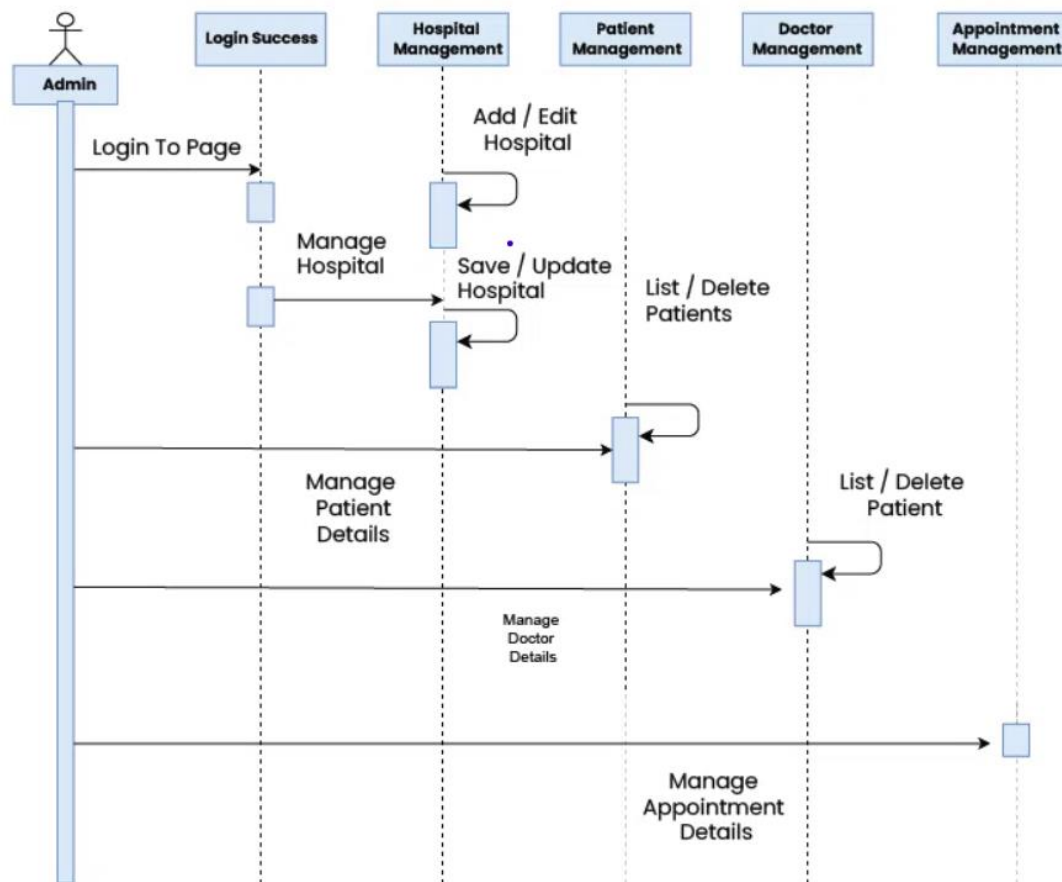 Admin
Login Success
Hospital
Management
Patient
Management
Doctor
Management
Appointment
Management
Login To Page
Add / Edit
Hospital
Manage
Hospital
Save / Update
Hospital
List / Delete
Patients
Manage
Patient
Details
List / Delete
Patient
Manage
Doctor
Details
Manage
Appointment
Details